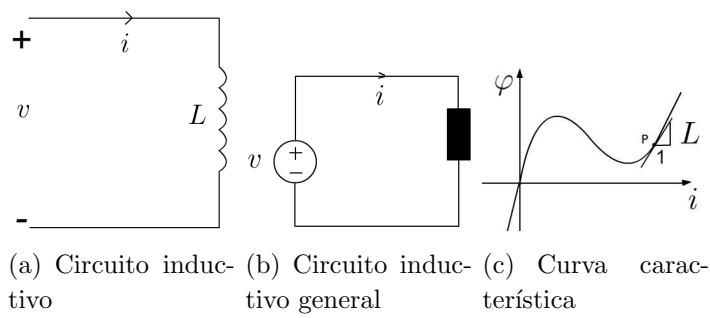 +
i
v
L
-
i
v
+
−
φ
P
L
1
i
(a) Circuito induc-
tivo
(b) Circuito induc-
tivo general
(c) Curva carac-
terística